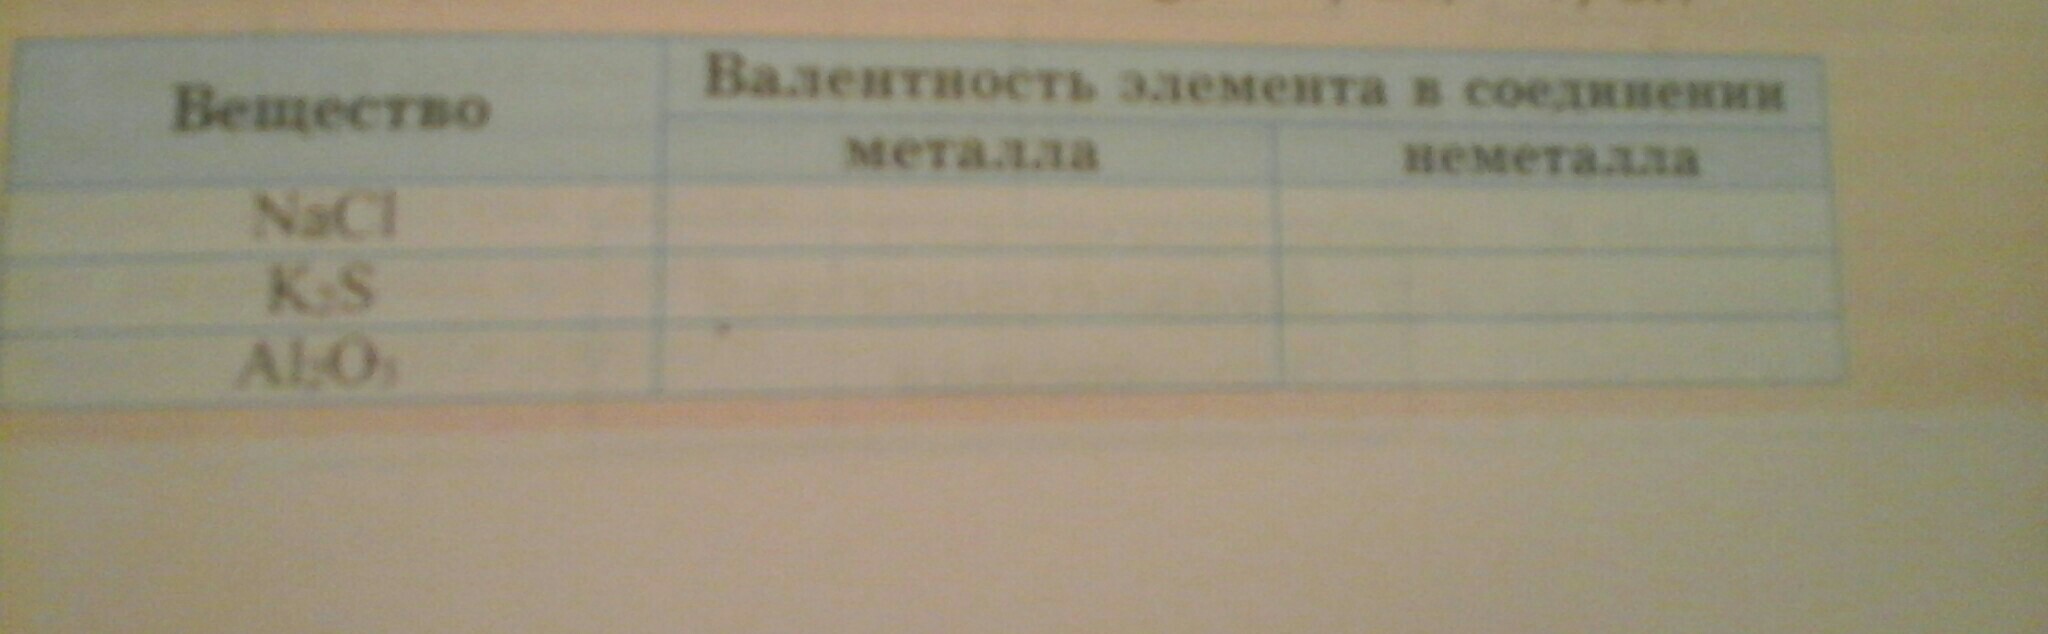 Вещество
Валентность элемента в соединении
металла
неметалла
NaCl
K₂S
Al₂O₃